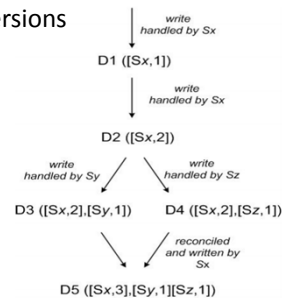 ersions
write
handled by Sx
D1 ([Sx,1])
write
handled by Sx
D2 ([Sx,2])
write
handled by Sy
write
handled by Sz
D3 ([Sx,2],[Sy,1])
D4 ([Sx,2],[Sz,1])
reconciled
and written by
Sx
D5 ([Sx,3],[Sy,1][Sz,1])